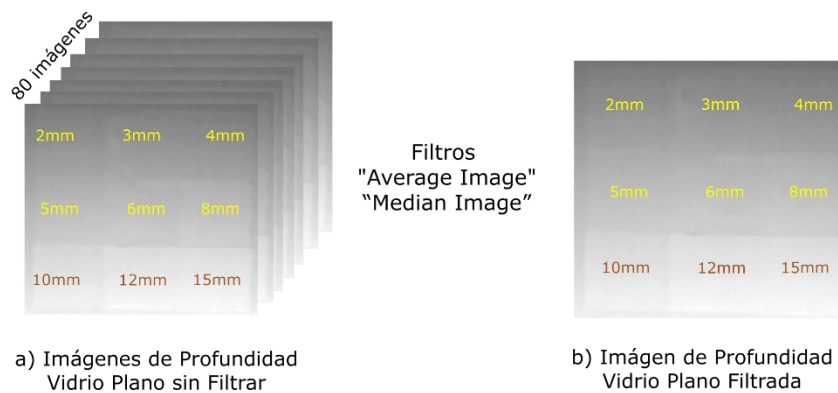 80 imágenes
2mm 3mm 4mm
5mm 6mm 8mm
10mm 12mm 15mm
a) Imágenes de Profundidad
Vidrio Plano sin Filtrar
Filtros
"Average Image"
“Median Image”
2mm 3mm 4mm
5mm 6mm 8mm
10mm 12mm 15mm
b) Imágen de Profundidad
Vidrio Plano Filtrada